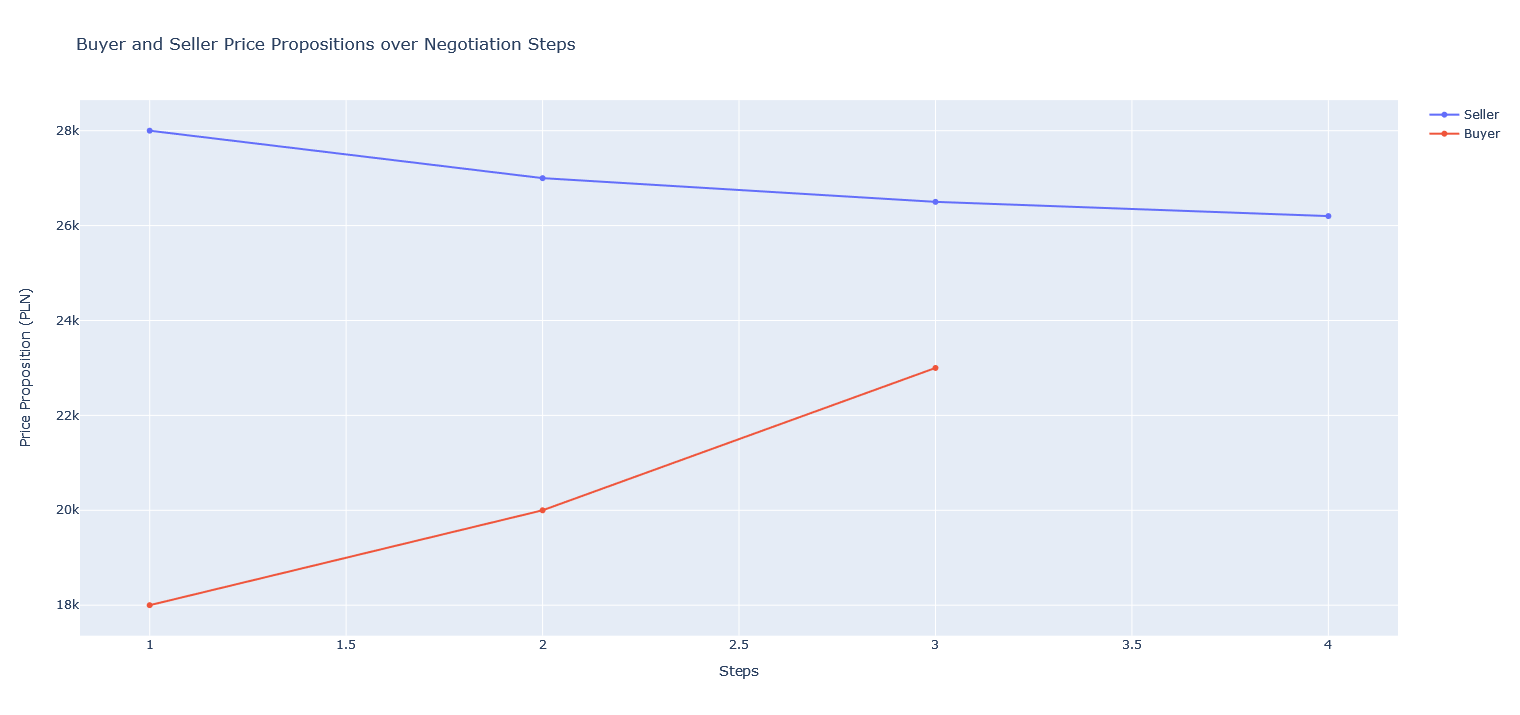 Buyer and Seller Price Propositions over Negotiation Steps
Seller
Buyer
Price Proposition (PLN)
28k
26k
24k
22k
20k
18k
1 1.5 2 2.5 3 3.5 4
Steps